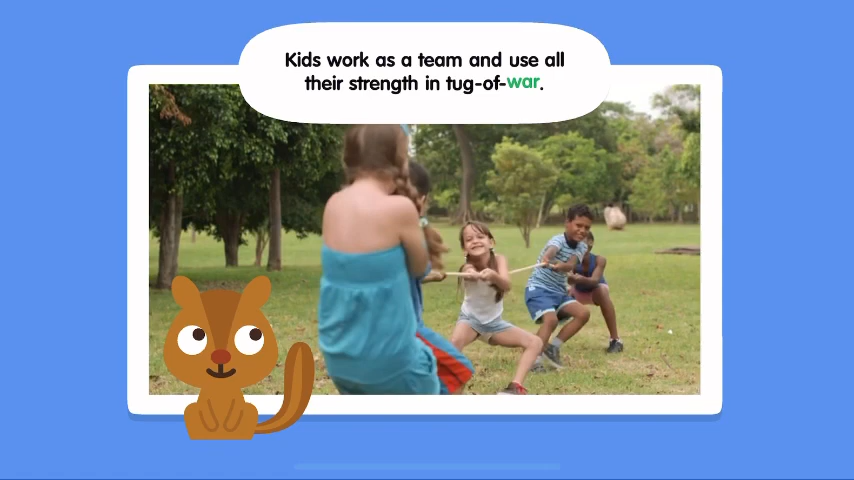 Kids work as a team and use all
their strength in tug-of-war.